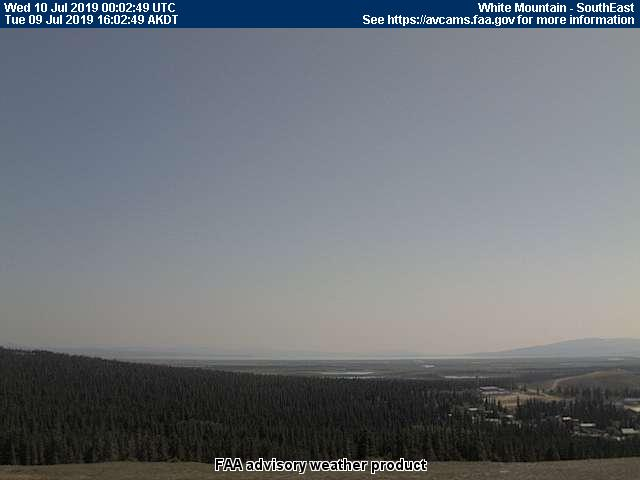 Wed 10 Jul 2019 00:02:49 UTC
White Mountain - SouthEast
Tue 09 Jul 2019 16:02:49 AKDT
See https://avcams.faa.gov for more information
FAA advisory weather product